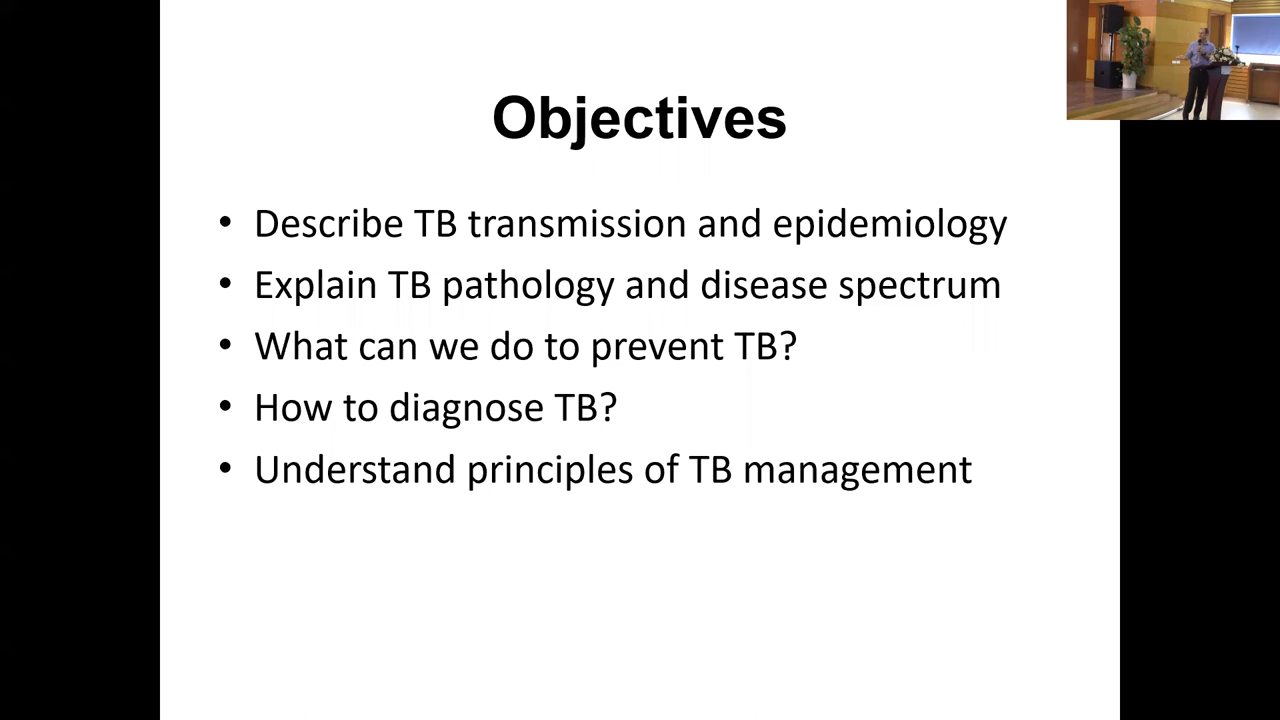 Objectives
• Describe TB transmission and epidemiology
• Explain TB pathology and disease spectrum
• What can we do to prevent TB?
• How to diagnose TB?
• Understand principles of TB management